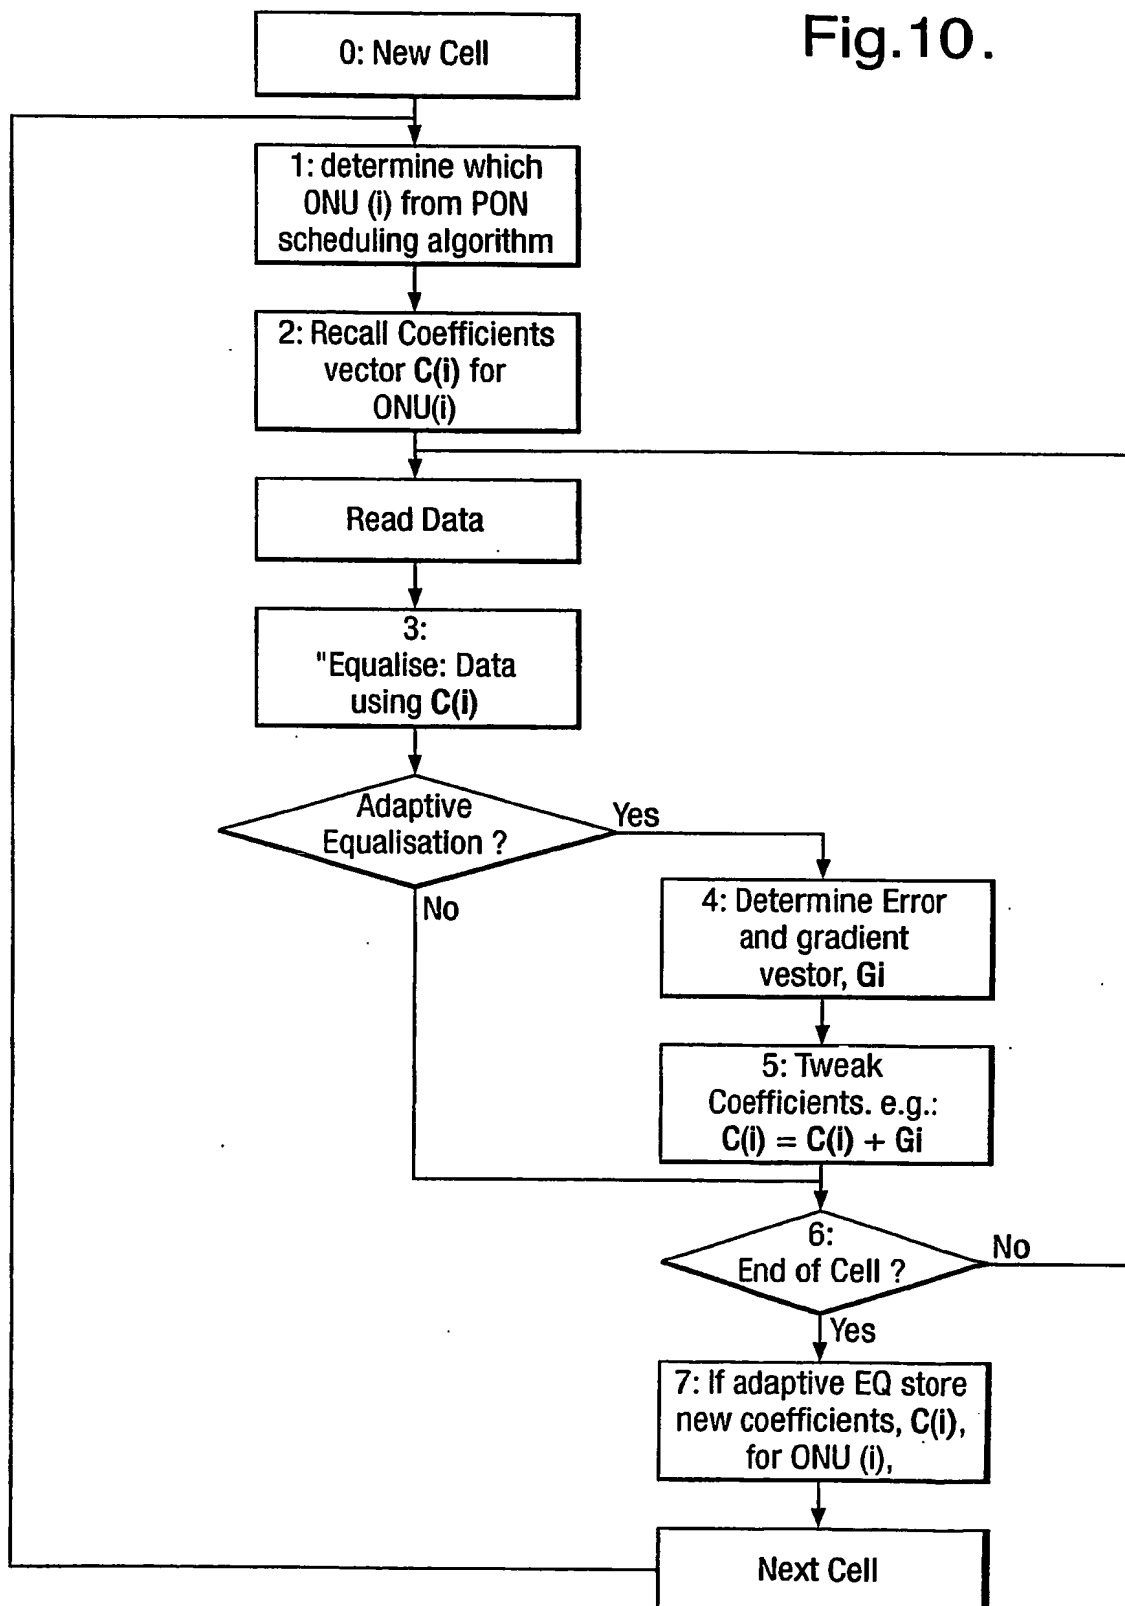 Fig.10.
0: New Cell
1: determine which
ONU (i) from PON
scheduling algorithm
2: Recall Coefficients
vector C(i) for
ONU(i)
Read Data
3:
"Equalise: Data
using C(i)
Adaptive
Equalisation ?
Yes
No
4: Determine Error
and gradient
vestor, Gi
5: Tweak
Coefficients. e.g.:
C(i) = C(i) + Gi
6:
End of Cell ?
No
Yes
7: If adaptive EQ store
new coefficients, C(i),
for ONU (i),
Next Cell